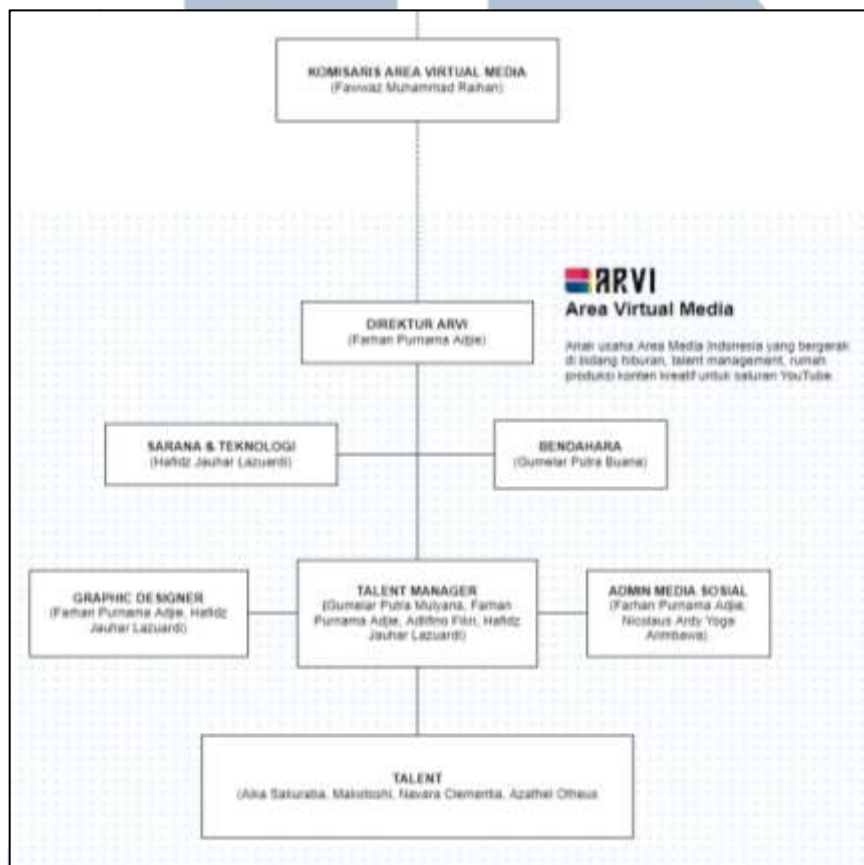 KOMISARIS AREA VIRTUAL MEDIA
(Fawwaz Muhammad Raihan)
DIREKTUR ARVI
(Farhan Purnama Adjie)
ARVI
Area Virtual Media
Anak usaha Area Media Indonesia yang bergerak
di bidang hiburan, talent management, rumah
produksi konten kreatif untuk saluran YouTube.
SARANA & TEKNOLOGI
(Hafidz Jauhar Lazuardi)
BENDAHARA
(Gumelar Putra Buana)
GRAPHIC DESIGNER
(Farhan Purnama Adjie, Hafidz
Jauhar Lazuardi)
TALENT MANAGER
(Gumelar Putra Mulyana, Farhan
Purnama Adjie, Adlifino Fikri, Hafidz
Jauhar Lazuardi)
ADMIN MEDIA SOSIAL
(Farhan Purnama Adjie,
Nicolaus Ardy Yoga
Arimbawa)
TALENT
(Aika Sakuraba, Makotoshi, Navara Clementia, Azathel Otheus